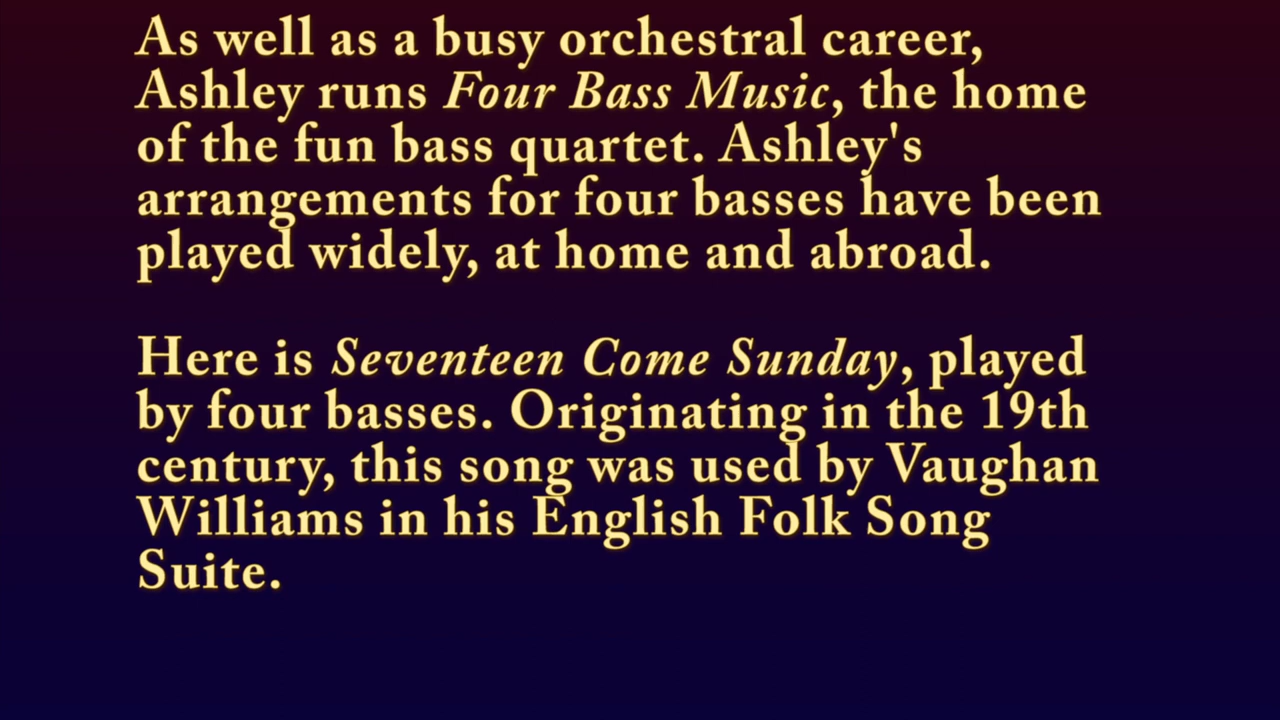 As well as a busy orchestral career,
Ashley runs Four Bass Music, the home
of the fun bass quartet. Ashley's
arrangements for four basses have been
played widely, at home and abroad.
Here is Seventeen Come Sunday, played
by four basses. Originating in the 19th
century, this song was used by Vaughan
Williams in his English Folk Song
Suite.